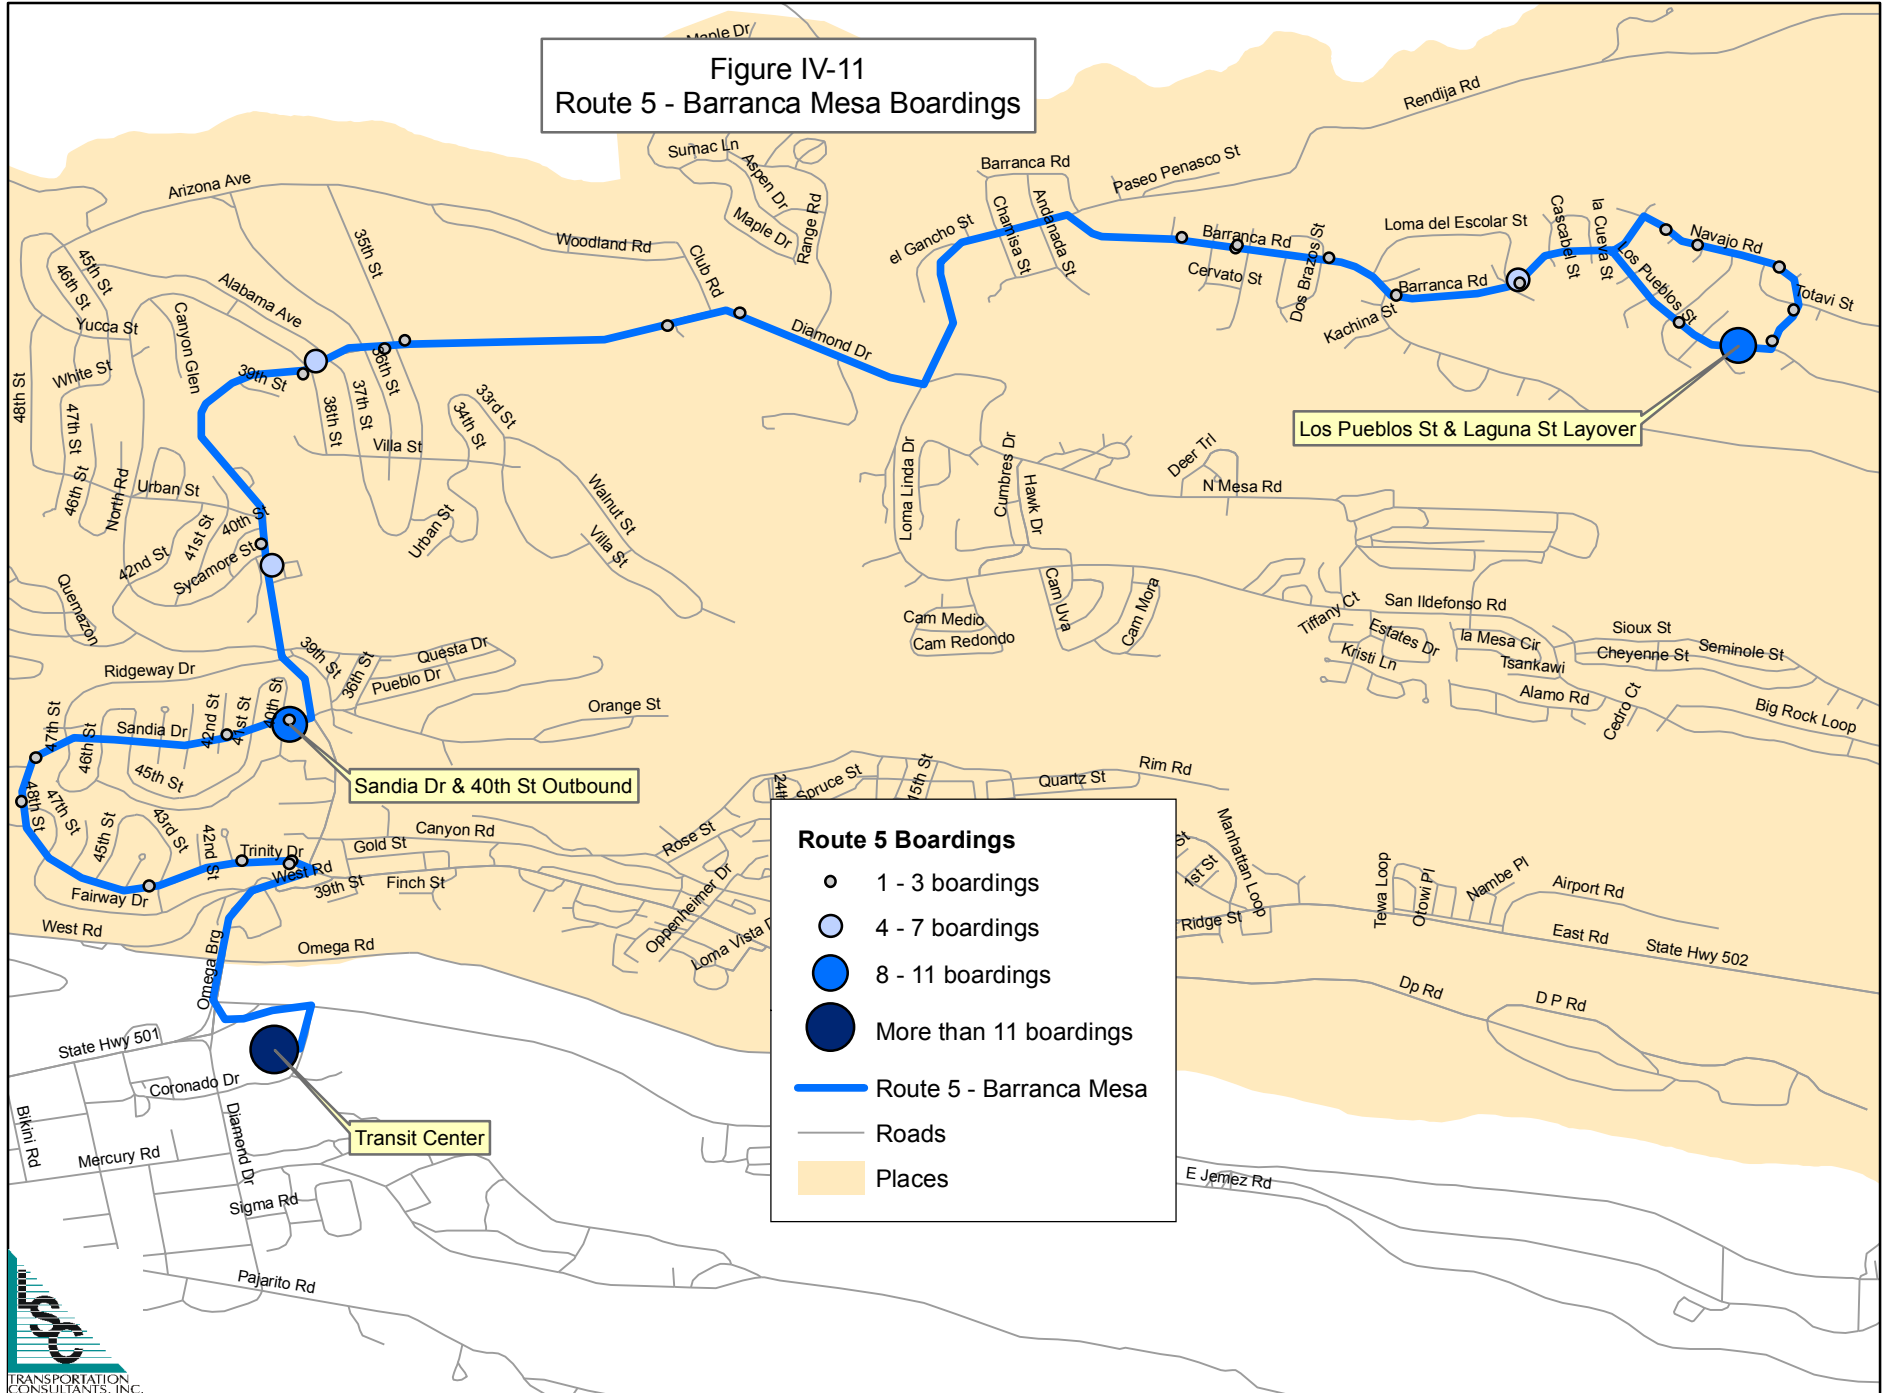 Maple Dr
Figure IV-11
Route 5 - Barranca Mesa Boardings
Rendija Rd
Sumac Ln
Aspen Dr
Maple Dr
Range Rd
Barranca Rd
Paseo Penasco St
Arizona Ave
Woodland Rd
Club Rd
el Gancho St
Chamisa St
Andanada St
Barranca Rd
Cervato St
Dos Brazos St
Loma del Escolar St
Cascabel St
la Cueva St
Los Pueblos St
Navajo Rd
Totavi St
Barranca Rd
Kachina St
35th St
45th St
46th St
Alabama Ave
Yucca St
Canyon Glen
White St
48th St
47th St
46th St
North Rd
Urban St
39th St
38th St
37th St
36th St
34th St
33rd St
Villa St
Diamond Dr
Los Pueblos St & Laguna St Layover
Walnut St
Villa St
Urban St
42nd St
41st St
40th St
Sycamore St
Quemazon
Loma Linda Dr
Cumbres Dr
Hawk Dr
Deer Trl
N Mesa Rd
Cam Medio
Cam Redondo
Cam Uva
Cam Mora
Tiffany Ct
San Ildefonso Rd
Estates Dr
Kristi Ln
la Mesa Cir
Tsankawi
Sioux St
Cheyenne St
Seminole St
Alamo Rd
Cedro Ct
Big Rock Loop
Ridgeway Dr
39th St
36th St
Questa Dr
Pueblo Dr
Orange St
47th St
46th St
Sandia Dr
42nd St
41st St
40th St
45th St
Sandia Dr & 40th St Outbound
48th St
47th St
45th St
43rd St
42nd St
Trinity Dr
West Rd
Fairway Dr
West Rd
Canyon Rd
Gold St
39th St
Finch St
Rose St
Spruce St
24th
15th St
Quartz St
Rim Rd
Oppenheimer Dr
Loma Vista
Omega Rd
Omega Brg
St
1st St
Manhattan Loop
Ridge St
Tewa Loop
Otowi Pl
Nambe Pl
Airport Rd
East Rd
State Hwy 502
Dp Rd
D P Rd
Route 5 Boardings
1 - 3 boardings
4 - 7 boardings
8 - 11 boardings
More than 11 boardings
Route 5 - Barranca Mesa
Roads
Places
State Hwy 501
Coronado Dr
Bikini Rd
Mercury Rd
Diamond Dr
Transit Center
Sigma Rd
Pajarito Rd
E Jemez Rd
LSC
TRANSPORTATION
CONSULTANTS, INC.